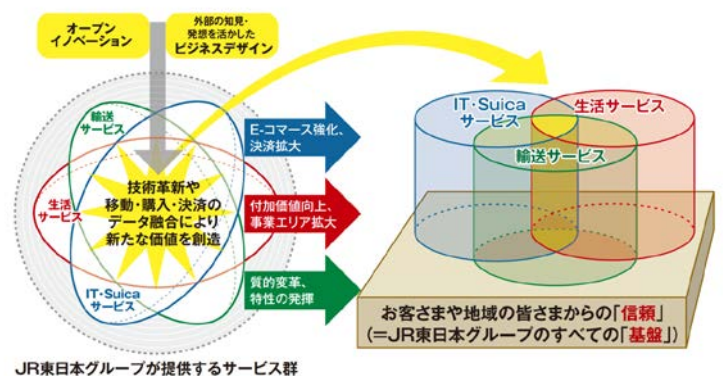 オープン
イノベーション
外部の知見・
発想を活かした
ビジネスデザイン
輸送
サービス
生活
サービス
技術革新や
移動・購入・決済の
データ融合により
新たな価値を創造
IT・Suica
サービス
E-コマース強化、
決済拡大
付加価値向上、
事業エリア拡大
質的変革、
特性の発揮
IT・Suica
サービス
生活サービス
輸送サービス
お客さまや地域の皆さまからの「信頼」
(=JR東日本グループのすべての「基盤」)
JR東日本グループが提供するサービス群